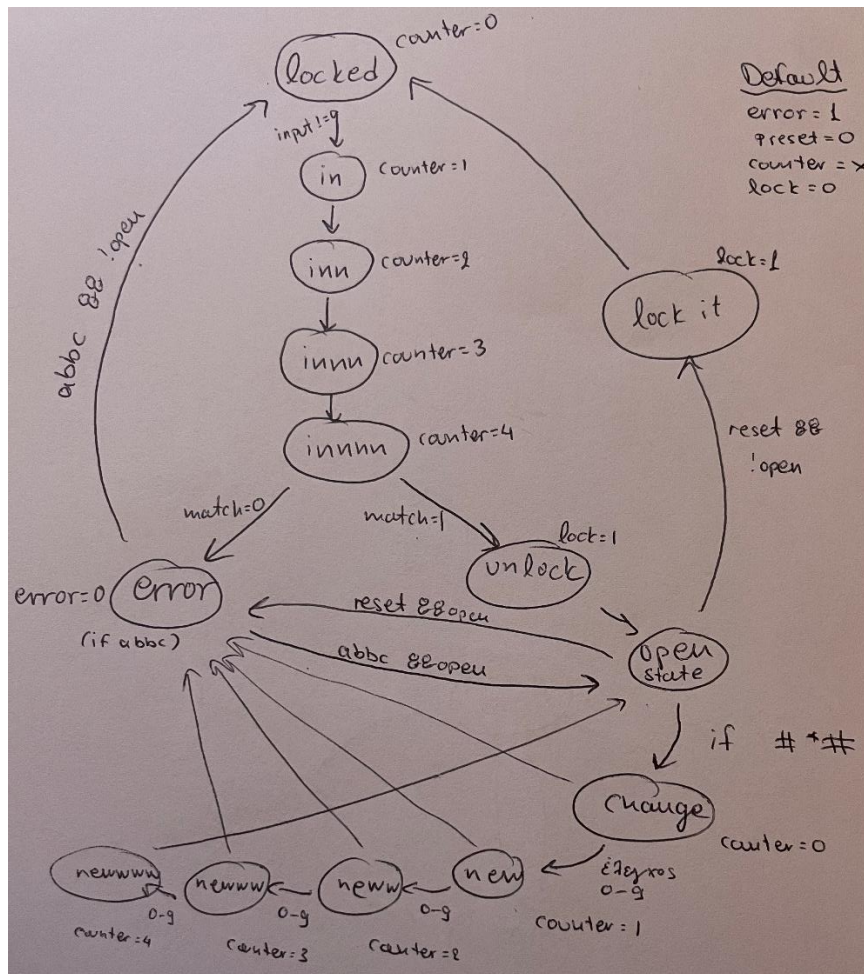 counter=0
locked
Default
error = 1
preset=0
counter = x
lock = 0
input!=9
in
counter=1
inn
counter=2
lock=1
lock it
abbc && !open
innn
counter=3
innnn
counter=4
reset &&
!open
match=0
match=1
lock=1
unlock
error=0
error
(if abbc)
reset &&open
abbc &&open
open
state
if #*#
change
counter=0
έλεγχος
0-9
new
counter=1
0-9
neww
counter=2
0-9
newww
counter=3
0-9
newwww
counter=4